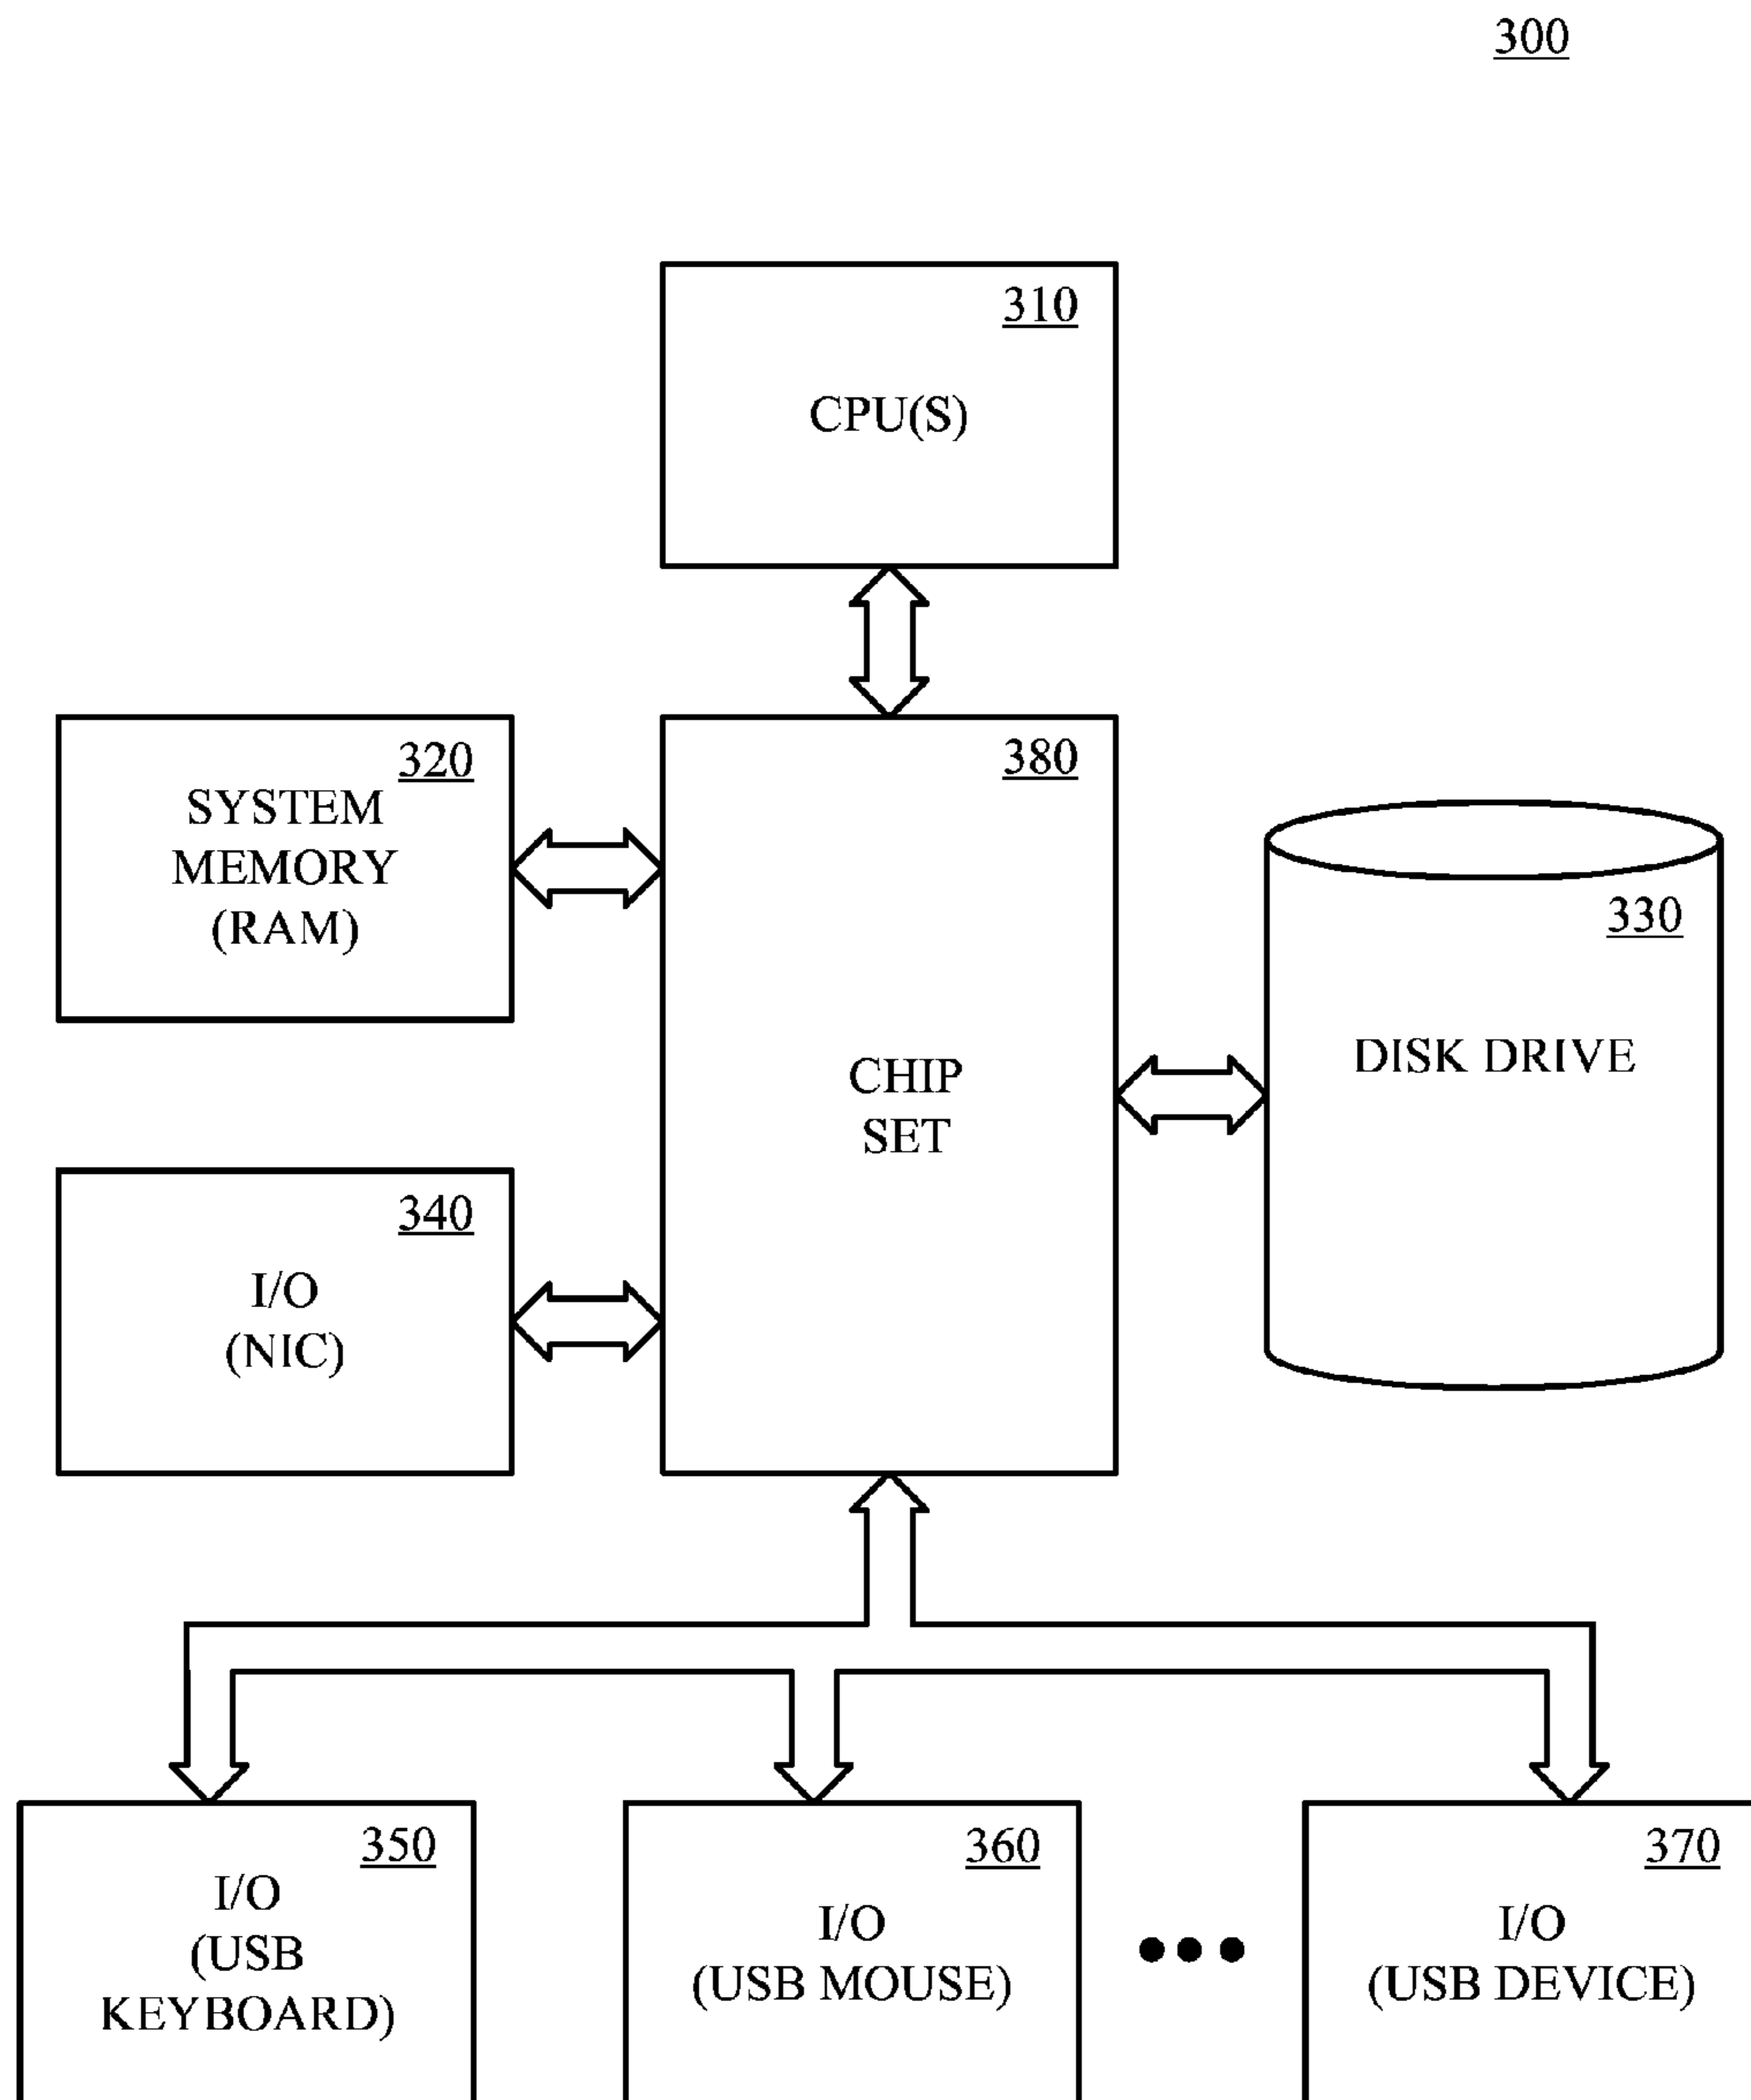 300
310
CPU(S)
320
SYSTEM
MEMORY
(RAM)
380
CHIP
SET
330
DISK DRIVE
340
I/O
(NIC)
350
I/O
(USB
KEYBOARD)
360
I/O
(USB MOUSE)
370
I/O
(USB DEVICE)